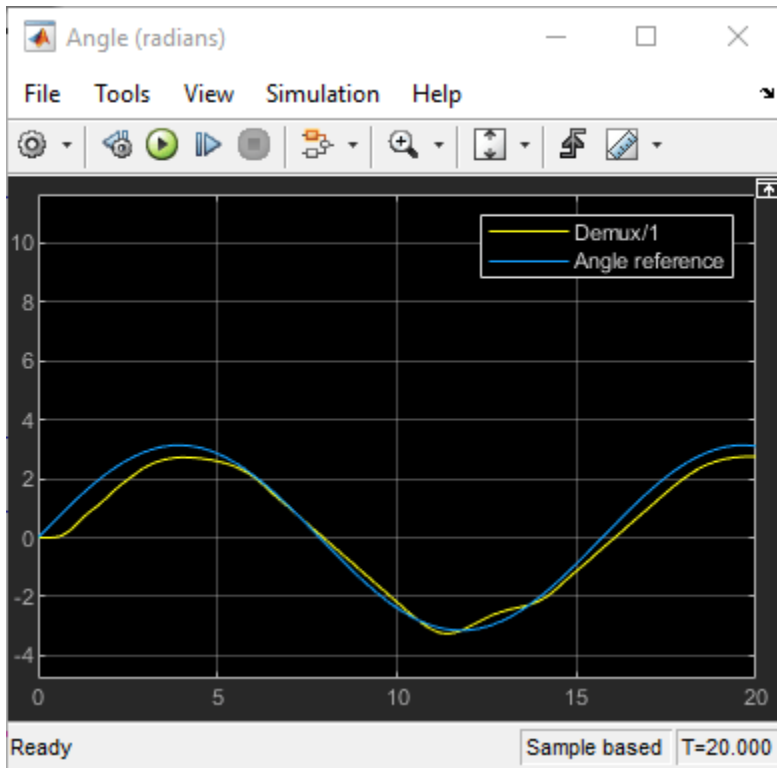 Angle (radians)
File Tools View Simulation Help
Demux/1
Angle reference
10
8
6
4
2
0
-2
-4
0 5 10 15 20
Ready Sample based T=20.000